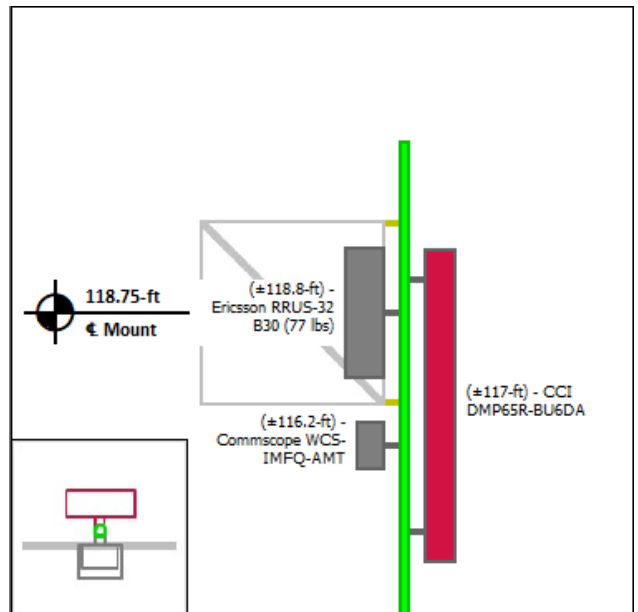 118.75-ft
℄ Mount
(±118.8-ft) -
Ericsson RRUS-32
B30 (77 lbs)
(±116.2-ft) -
Commscope WCS-
IMFQ-AMT
(±117-ft) - CCI
DMP65R-BU6DA